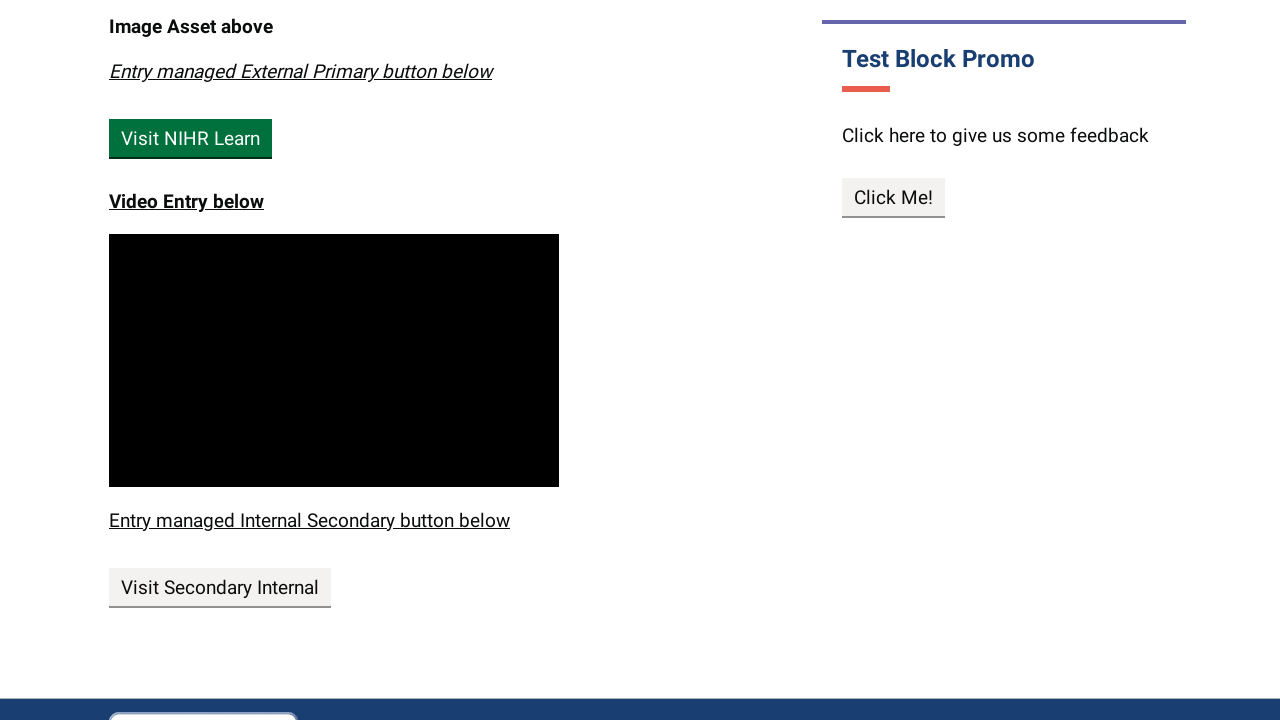 Image Asset above
Entry managed External Primary button below
Visit NIHR Learn
Video Entry below
Entry managed Internal Secondary button below
Visit Secondary Internal
Test Block Promo
Click here to give us some feedback
Click Me!